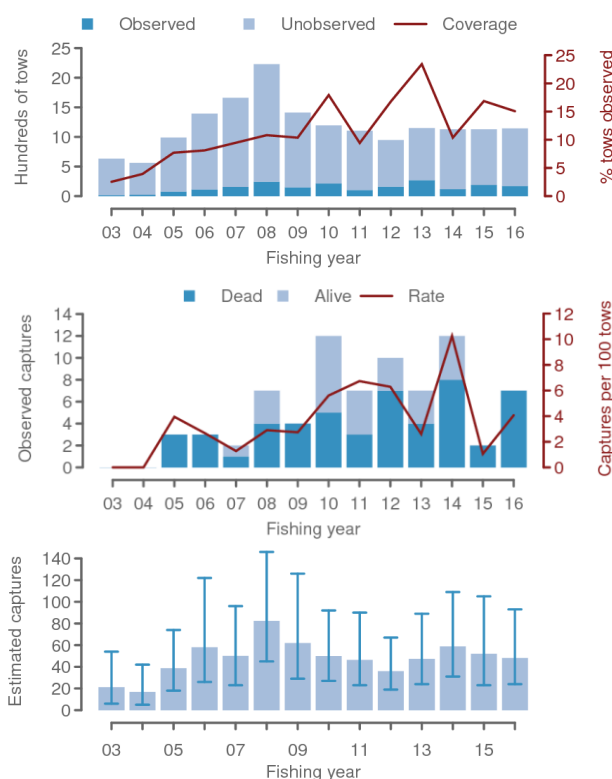 Observed Unobserved Coverage
Hundreds of tows
25
20
15
10
5
0
25
20
15
10
5
0
% tows observed
03 04 05 06 07 08 09 10 11 12 13 14 15 16
Fishing year
Dead Alive Rate
Observed captures
14
12
10
8
6
4
2
0
12
10
8
6
4
2
0
Captures per 100 tows
03 04 05 06 07 08 09 10 11 12 13 14 15 16
Fishing year
Estimated captures
140
120
100
80
60
40
20
0
03 05 07 09 11 13 15
Fishing year